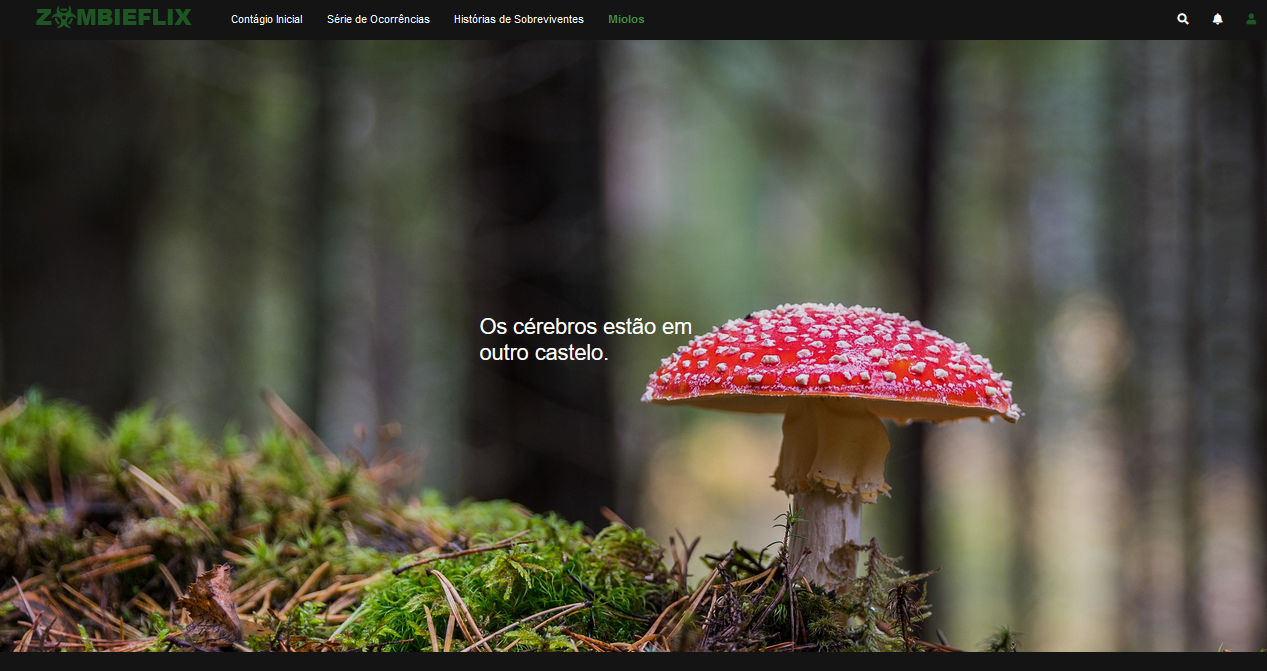 ZOMBIEFLIX
Contágio Inicial
Série de Ocorrências
Histórias de Sobreviventes
Miolos
Os cérebros estão em
outro castelo.